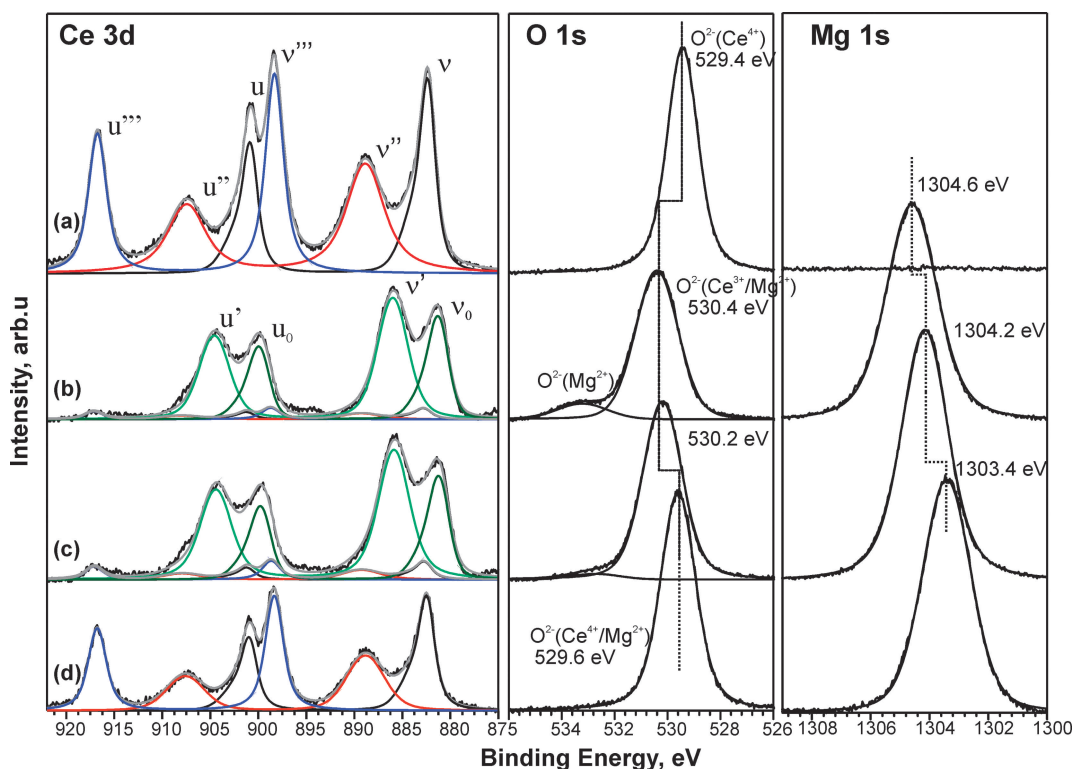 Ce 3d
O 1s
Mg 1s
O²⁻(Ce⁴⁺)
529.4 eV
ν'''
ν
u
u'''
ν''
u''
1304.6 eV
(a)
ν'
ν₀
u'
u₀
O²⁻(Ce³⁺/Mg²⁺)
530.4 eV
1304.2 eV
O²⁻(Mg²⁺)
(b)
530.2 eV
1303.4 eV
(c)
O²⁻(Ce⁴⁺/Mg²⁺)
529.6 eV
(d)
Intensity, arb.u
920 915 910 905 900 895 890 885 880 875
534 532 530 528 526
1308 1306 1304 1302 1300
Binding Energy, eV